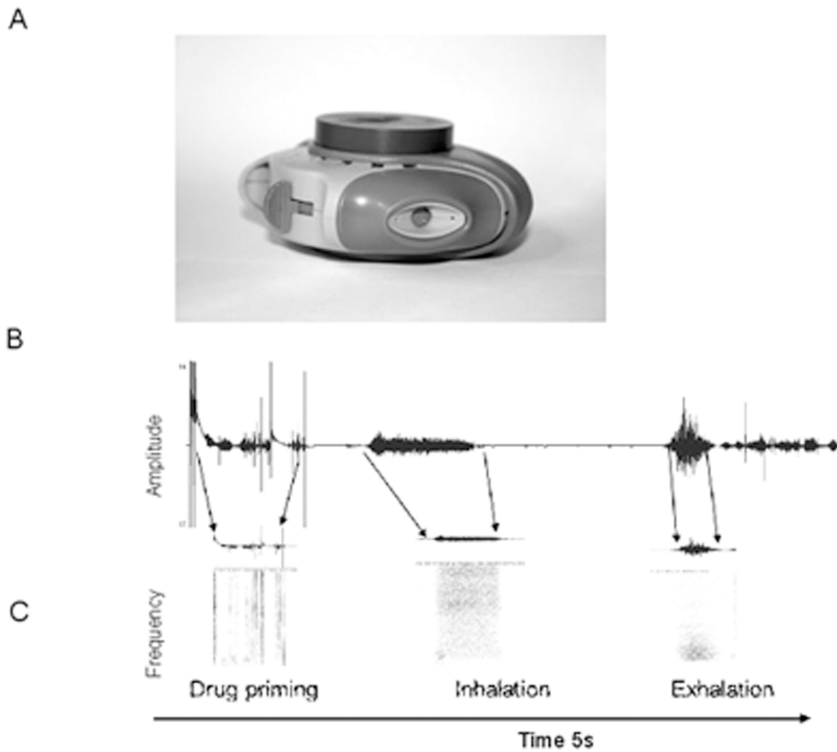 A
B
Amplitude
C
Frequency
Drug priming
Inhalation
Exhalation
Time 5s